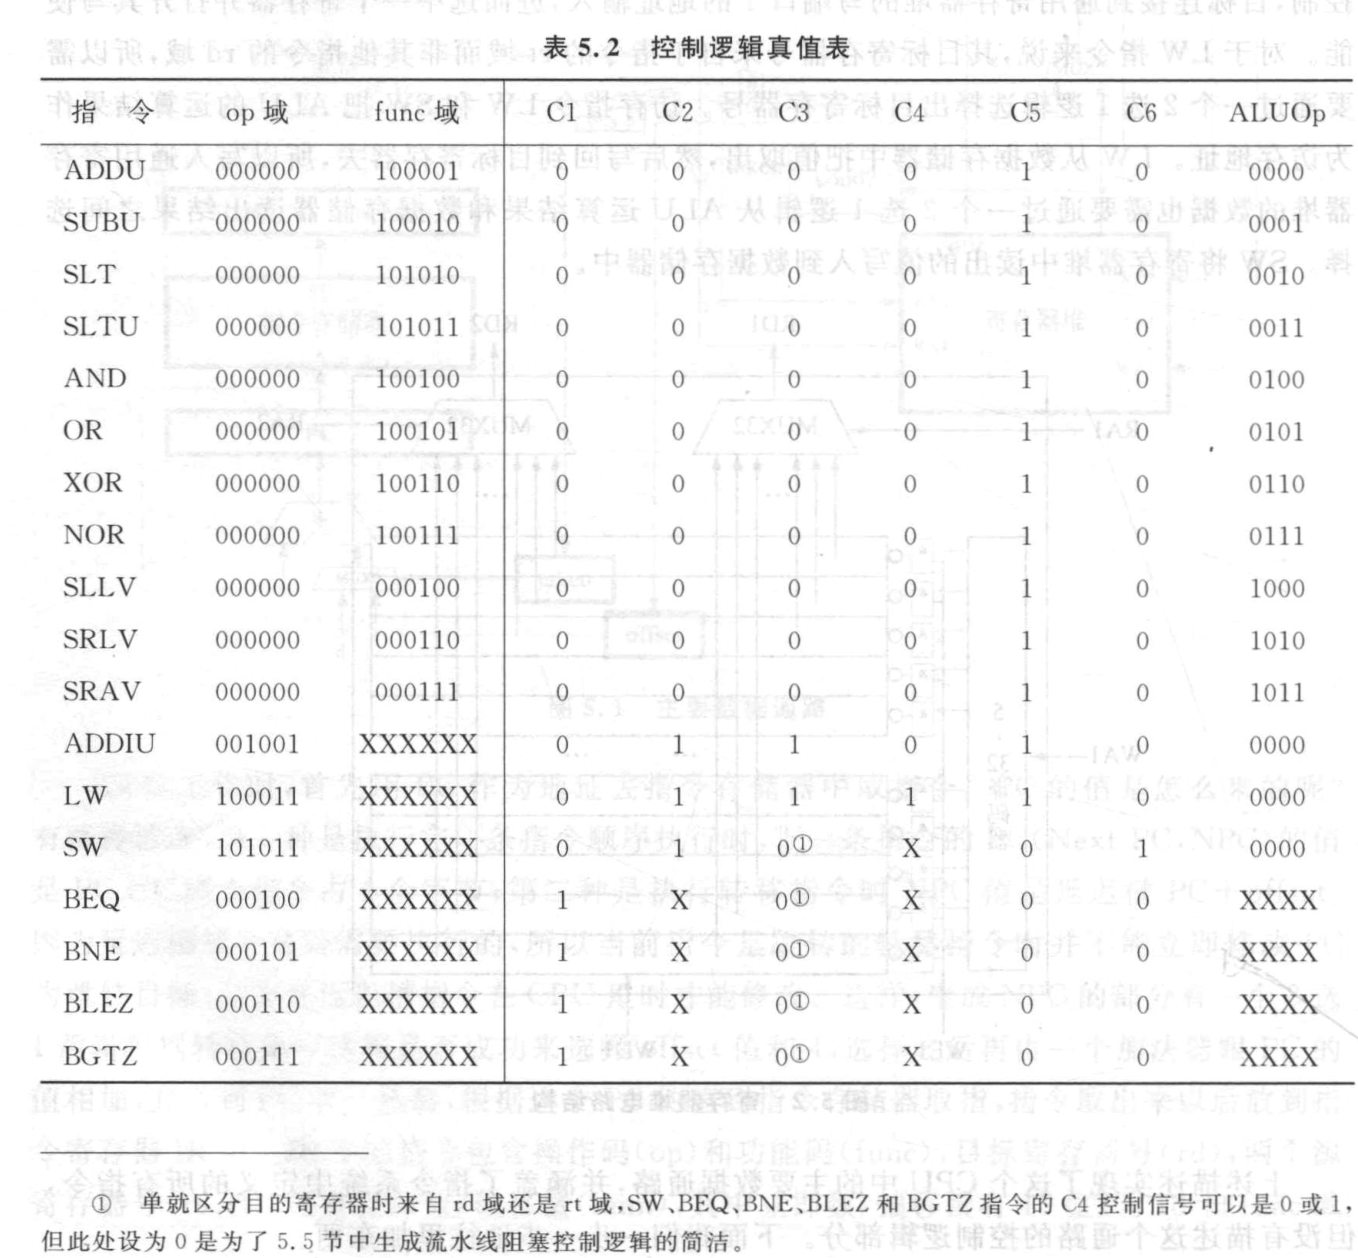 表 5.2 控制逻辑真值表
指 令 op 域 func 域 C1 C2 C3 C4 C5 C6 ALUOp
ADDU 000000 100001 0 0 0 0 1 0 0000
SUBU 000000 100010 0 0 0 0 1 0 0001
SLT 000000 101010 0 0 0 0 1 0 0010
SLTU 000000 101011 0 0 0 0 1 0 0011
AND 000000 100100 0 0 0 0 1 0 0100
OR 000000 100101 0 0 0 0 1 0 0101
XOR 000000 100110 0 0 0 0 1 0 0110
NOR 000000 100111 0 0 0 0 1 0 0111
SLLV 000000 000100 0 0 0 0 1 0 1000
SRLV 000000 000110 0 0 0 0 1 0 1010
SRAV 000000 000111 0 0 0 0 1 0 1011
ADDIU 001001 XXXXXX 0 1 1 0 1 0 0000
LW 100011 XXXXXX 0 1 1 1 1 0 0000
SW 101011 XXXXXX 0 1 0① X 0 1 0000
BEQ 000100 XXXXXX 1 X 0① X 0 0 XXXX
BNE 000101 XXXXXX 1 X 0① X 0 0 XXXX
BLEZ 000110 XXXXXX 1 X 0① X 0 0 XXXX
BGTZ 000111 XXXXXX 1 X 0① X 0 0 XXXX
① 单就区分目的寄存器时来自 rd 域还是 rt 域,SW、BEQ、BNE、BLEZ 和 BGTZ 指令的 C4 控制信号可以是 0 或 1,
但此处设为 0 是为了 5.5 节中生成流水线阻塞控制逻辑的简洁。